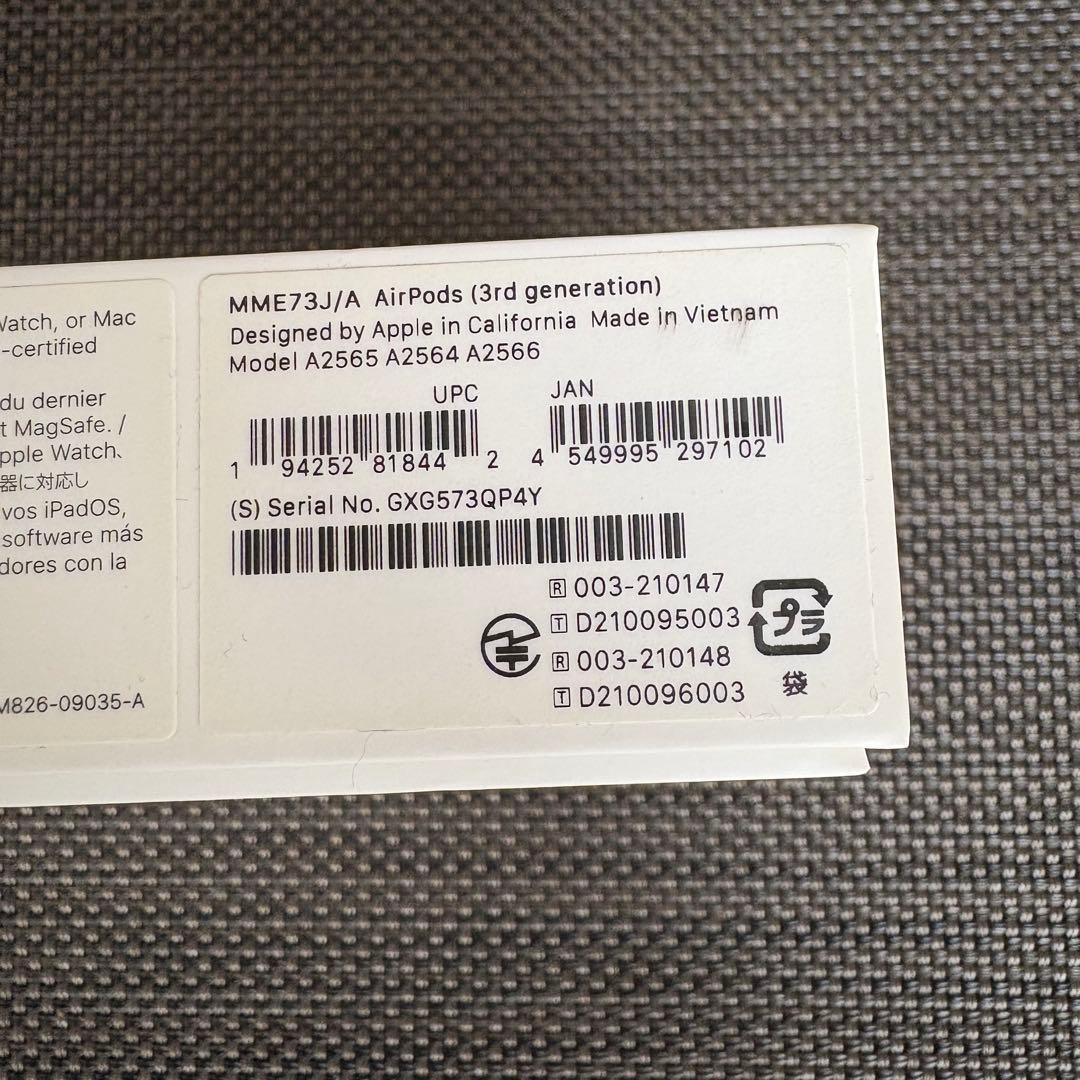 Watch, or Mac
-certified
du dernier
t MagSafe. /
pple Watch、
器に対応し
vos iPadOS,
software más
dores con la
M826-09035-A
MME73J/A AirPods (3rd generation)
Designed by Apple in California Made in Vietnam
Model A2565 A2564 A2566
UPC
1 94252 81844 2
JAN
4 549995 297102
(S) Serial No. GXG573QP4Y
R 003-210147
T D210095003
R 003-210148
T D210096003
プラ
袋